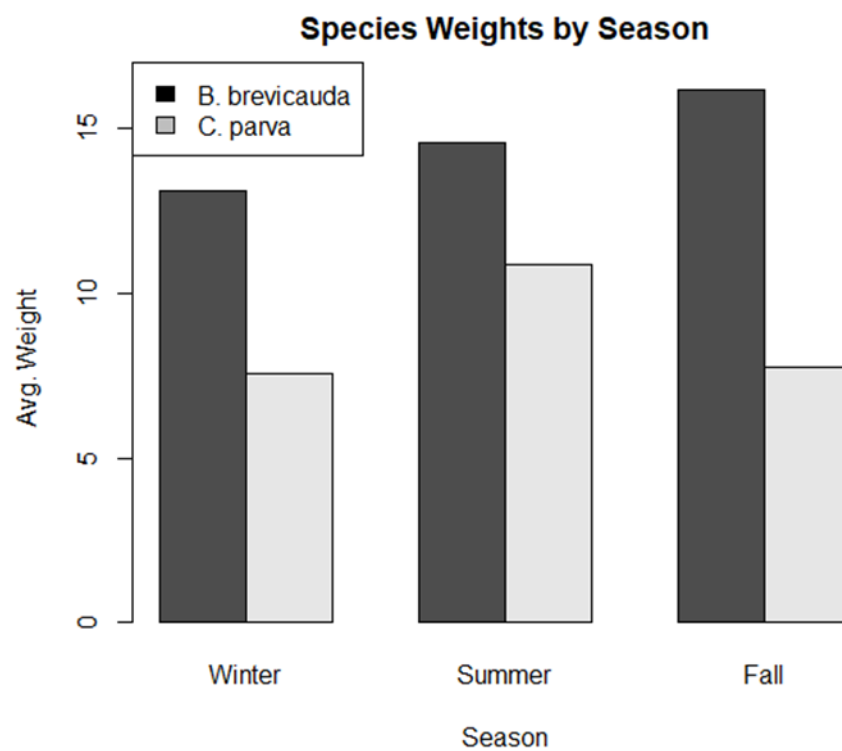 Species Weights by Season
B. brevicauda
C. parva
15
10
5
0
Avg. Weight
Winter Summer Fall
Season